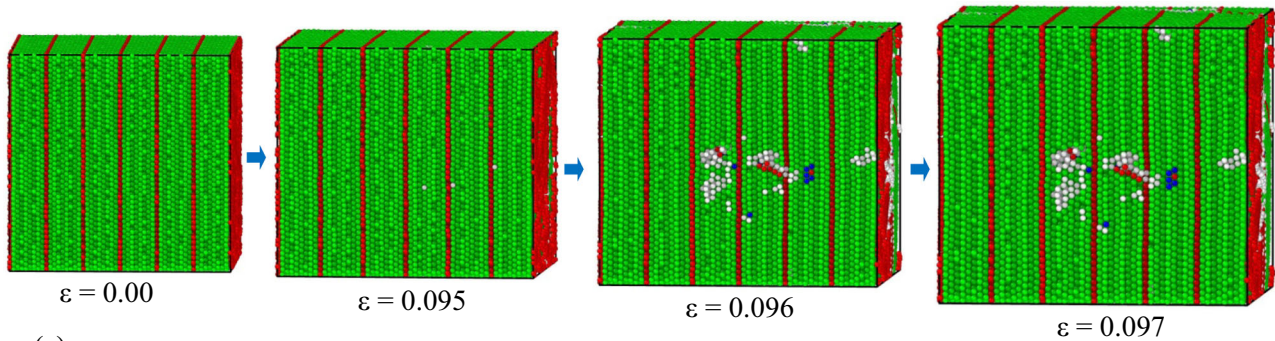 ε = 0.00
ε = 0.095
ε = 0.096
ε = 0.097